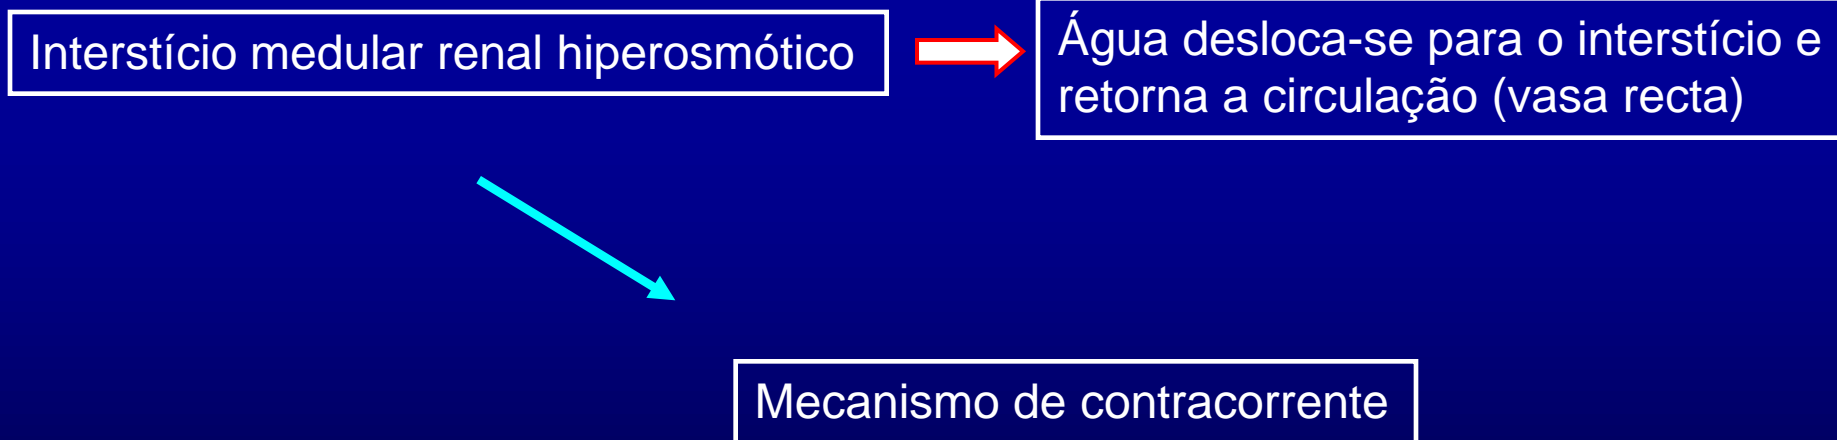 Interstício medular renal hiperosmótico
Água desloca-se para o interstício e
retorna a circulação (vasa recta)
Mecanismo de contracorrente